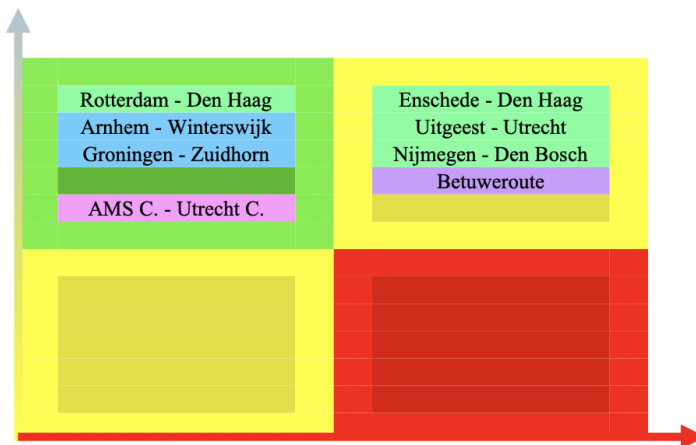 Rotterdam - Den Haag
Arnhem - Winterswijk
Groningen - Zuidhorn
AMS C. - Utrecht C.
Enschede - Den Haag
Uitgeest - Utrecht
Nijmegen - Den Bosch
Betuweroute